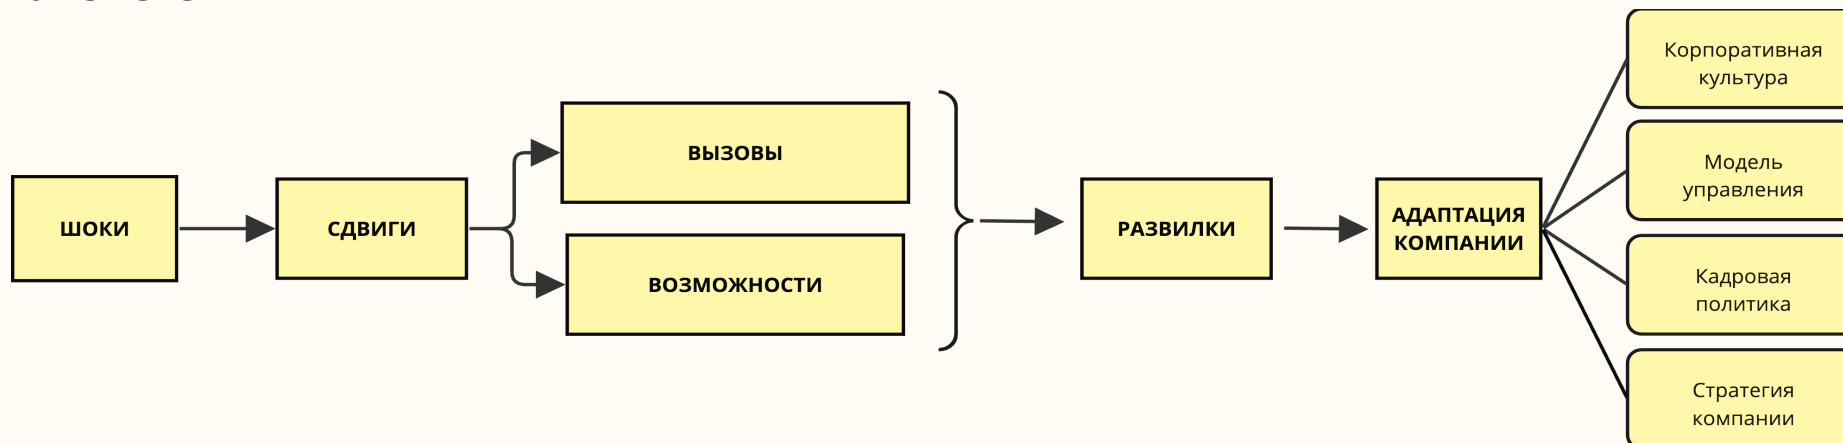 ШОКИ
СДВИГИ
ВЫЗОВЫ
ВОЗМОЖНОСТИ
РАЗВИЛКИ
АДАПТАЦИЯ
КОМПАНИИ
Корпоративная
культура
Модель
управления
Кадровая
политика
Стратегия
компании